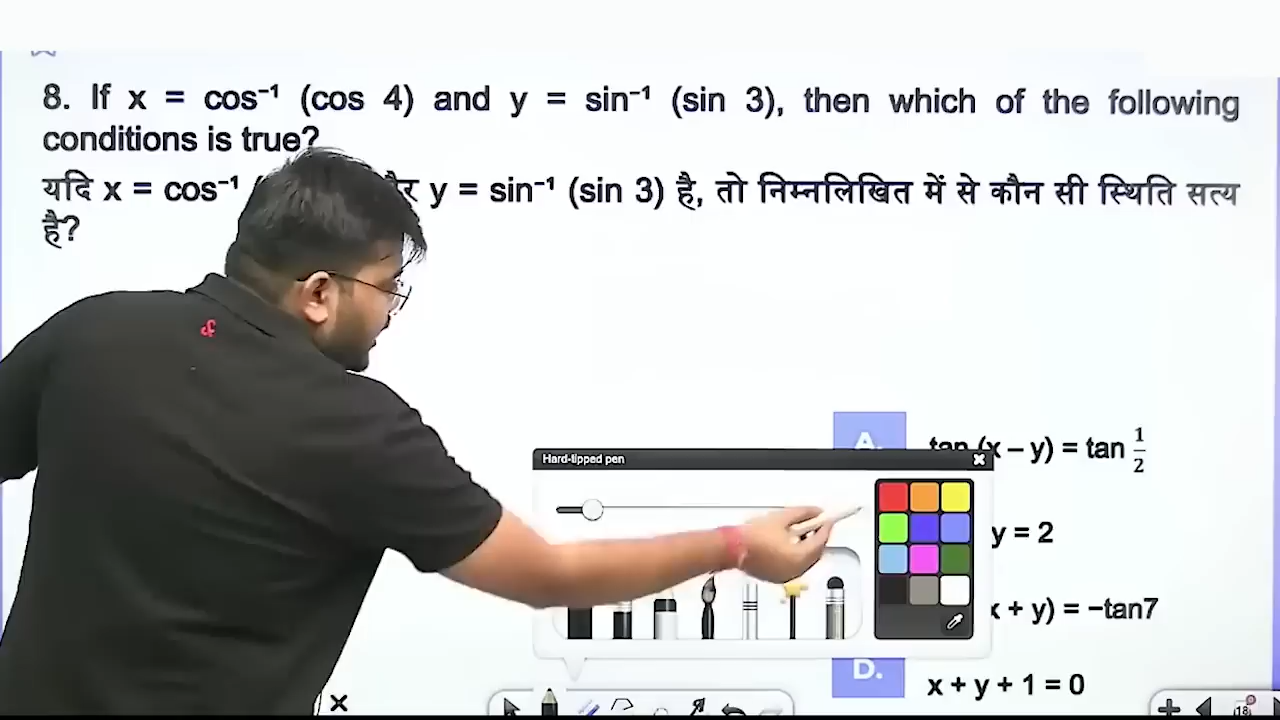 8. If x = cos⁻¹ (cos 4) and y = sin⁻¹ (sin 3), then which of the following
conditions is true?
यदि x = cos⁻¹ y = sin⁻¹ (sin 3) है, तो निम्नलिखित में से कौन सी स्थिति सत्य
है?
A. tan (x – y) = tan 1/2
Hard-tipped pen
y = 2
x + y) = −tan7
D. x + y + 1 = 0
18